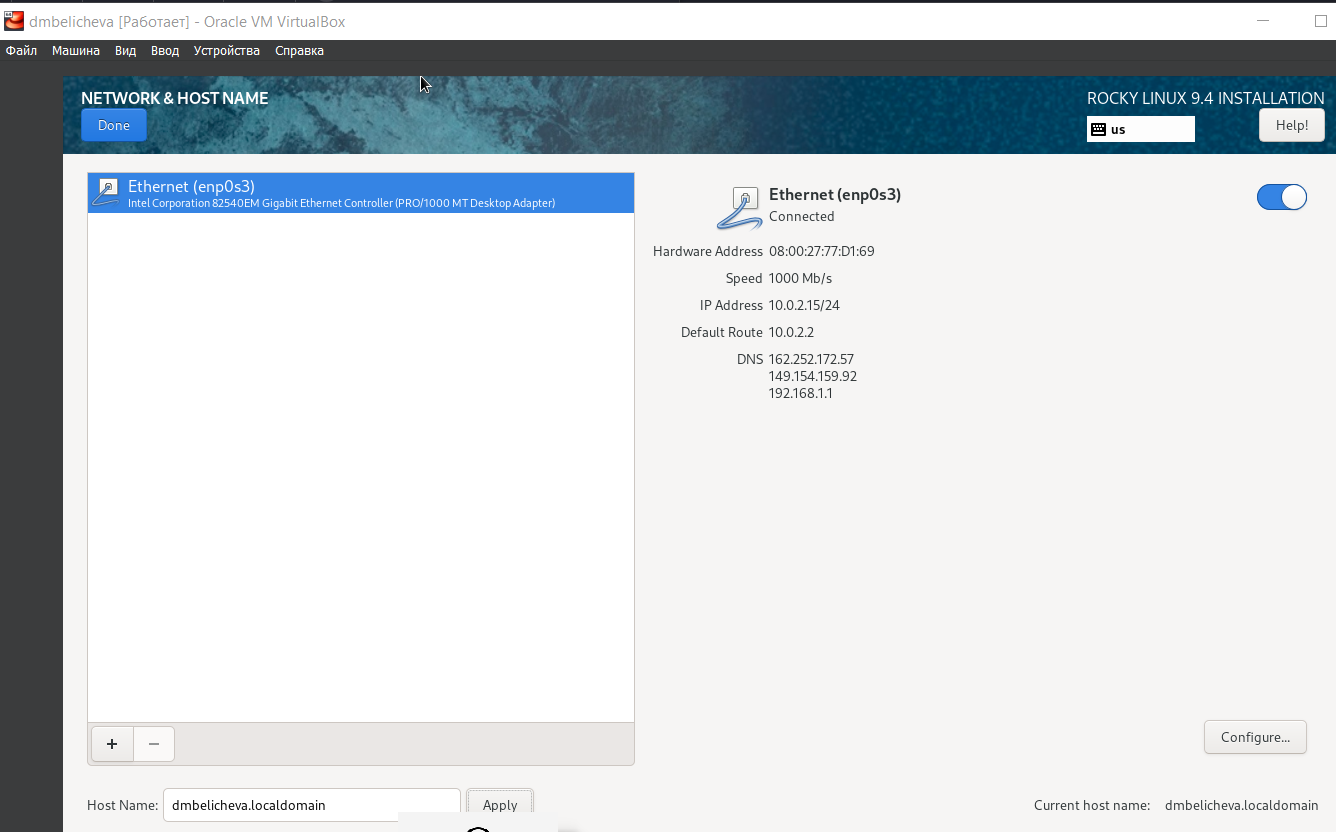 dmbelicheva [Работает] - Oracle VM VirtualBox
Файл Машина Вид Ввод Устройства Справка
NETWORK & HOST NAME
Done
ROCKY LINUX 9.4 INSTALLATION
us
Help!
Ethernet (enp0s3)
Intel Corporation 82540EM Gigabit Ethernet Controller (PRO/1000 MT Desktop Adapter)
Ethernet (enp0s3)
Connected
Hardware Address 08:00:27:77:D1:69
Speed 1000 Mb/s
IP Address 10.0.2.15/24
Default Route 10.0.2.2
DNS 162.252.172.57
149.154.159.92
192.168.1.1
+ −
Configure...
Host Name: dmbelicheva.localdomain Apply
Current host name: dmbelicheva.localdomain